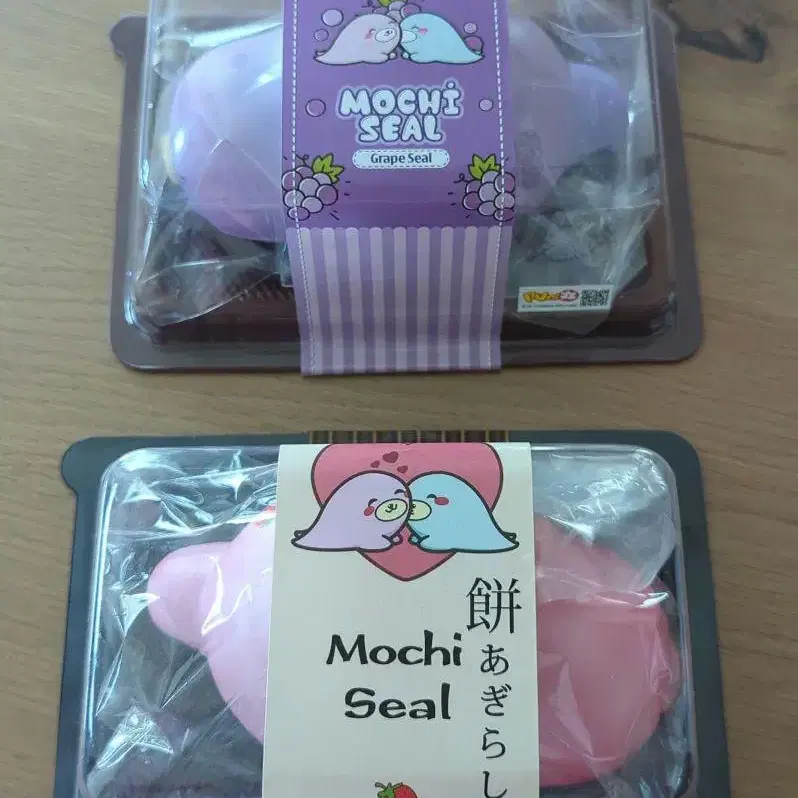 MOCHI
SEAL
Grape Seal
Mochi
Seal
餅あぎらし